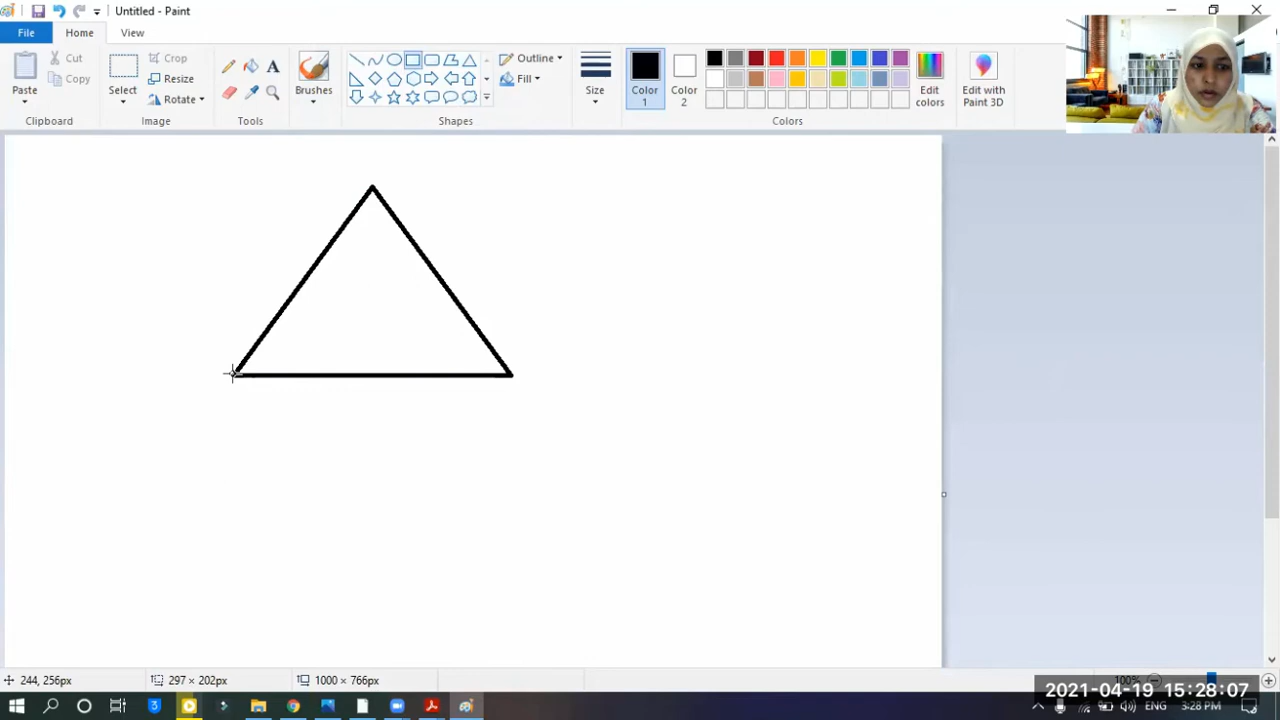 Untitled - Paint
File
Home
View
Paste
Cut
Copy
Clipboard
Select
Crop
Resize
Rotate
Image
A
Tools
Brushes
Outline
Fill
Shapes
Size
Color 1
Color 2
Edit colors
Edit with Paint 3D
Colors
244, 256px
297 × 202px
1000 × 766px
100%
2021-04-19 15:28:07
ENG
3:28 PM